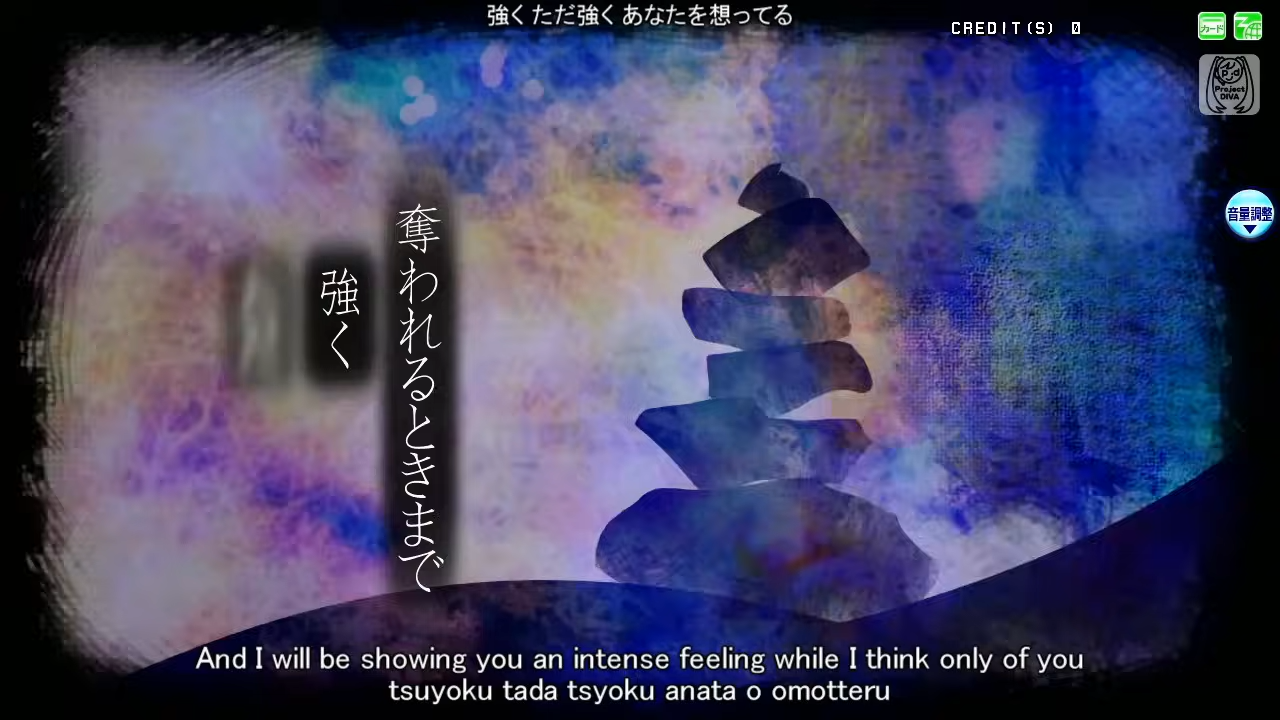 強く ただ強く あなたを想ってる
CREDIT(S) 0
カード
Project
DIVA
音量調整
奪われるときまで
強く
And I will be showing you an intense feeling while I think only of you
tsuyoku tada tsyoku anata o omotteru